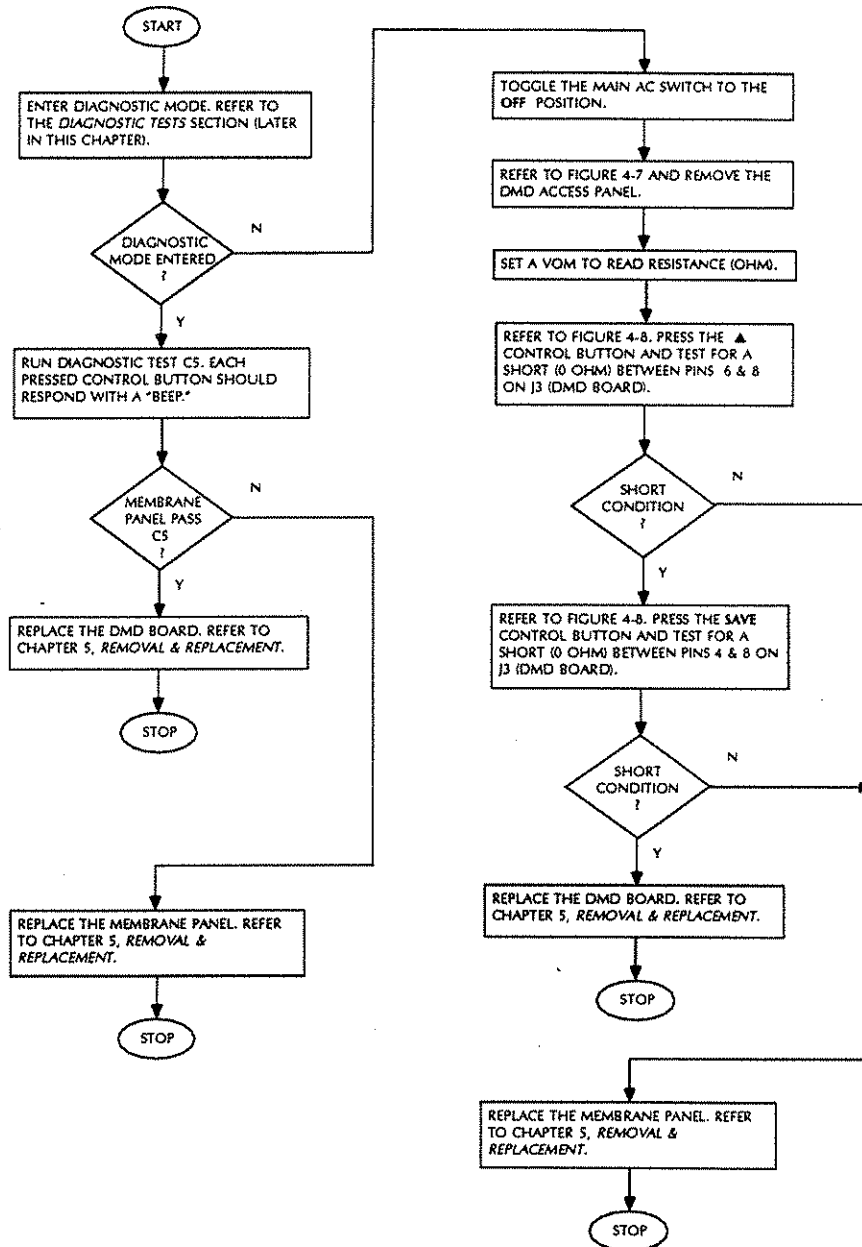 START
ENTER DIAGNOSTIC MODE. REFER TO
THE DIAGNOSTIC TESTS SECTION (LATER
IN THIS CHAPTER).
DIAGNOSTIC
MODE ENTERED
?
N
Y
RUN DIAGNOSTIC TEST C5. EACH
PRESSED CONTROL BUTTON SHOULD
RESPOND WITH A "BEEP."
MEMBRANE
PANEL PASS
C5
?
N
Y
REPLACE THE DMD BOARD. REFER TO
CHAPTER 5, REMOVAL & REPLACEMENT.
STOP
REPLACE THE MEMBRANE PANEL. REFER
TO CHAPTER 5, REMOVAL &
REPLACEMENT.
STOP
TOGGLE THE MAIN AC SWITCH TO THE
OFF POSITION.
REFER TO FIGURE 4-7 AND REMOVE THE
DMD ACCESS PANEL.
SET A VOM TO READ RESISTANCE (OHM).
REFER TO FIGURE 4-8. PRESS THE ▲
CONTROL BUTTON AND TEST FOR A
SHORT (0 OHM) BETWEEN PINS 6 & 8
ON J3 (DMD BOARD).
SHORT
CONDITION
?
N
Y
REFER TO FIGURE 4-8. PRESS THE SAVE
CONTROL BUTTON AND TEST FOR A
SHORT (0 OHM) BETWEEN PINS 4 & 8 ON
J3 (DMD BOARD).
SHORT
CONDITION
?
N
Y
REPLACE THE DMD BOARD. REFER TO
CHAPTER 5, REMOVAL & REPLACEMENT.
STOP
REPLACE THE MEMBRANE PANEL. REFER
TO CHAPTER 5, REMOVAL &
REPLACEMENT.
STOP